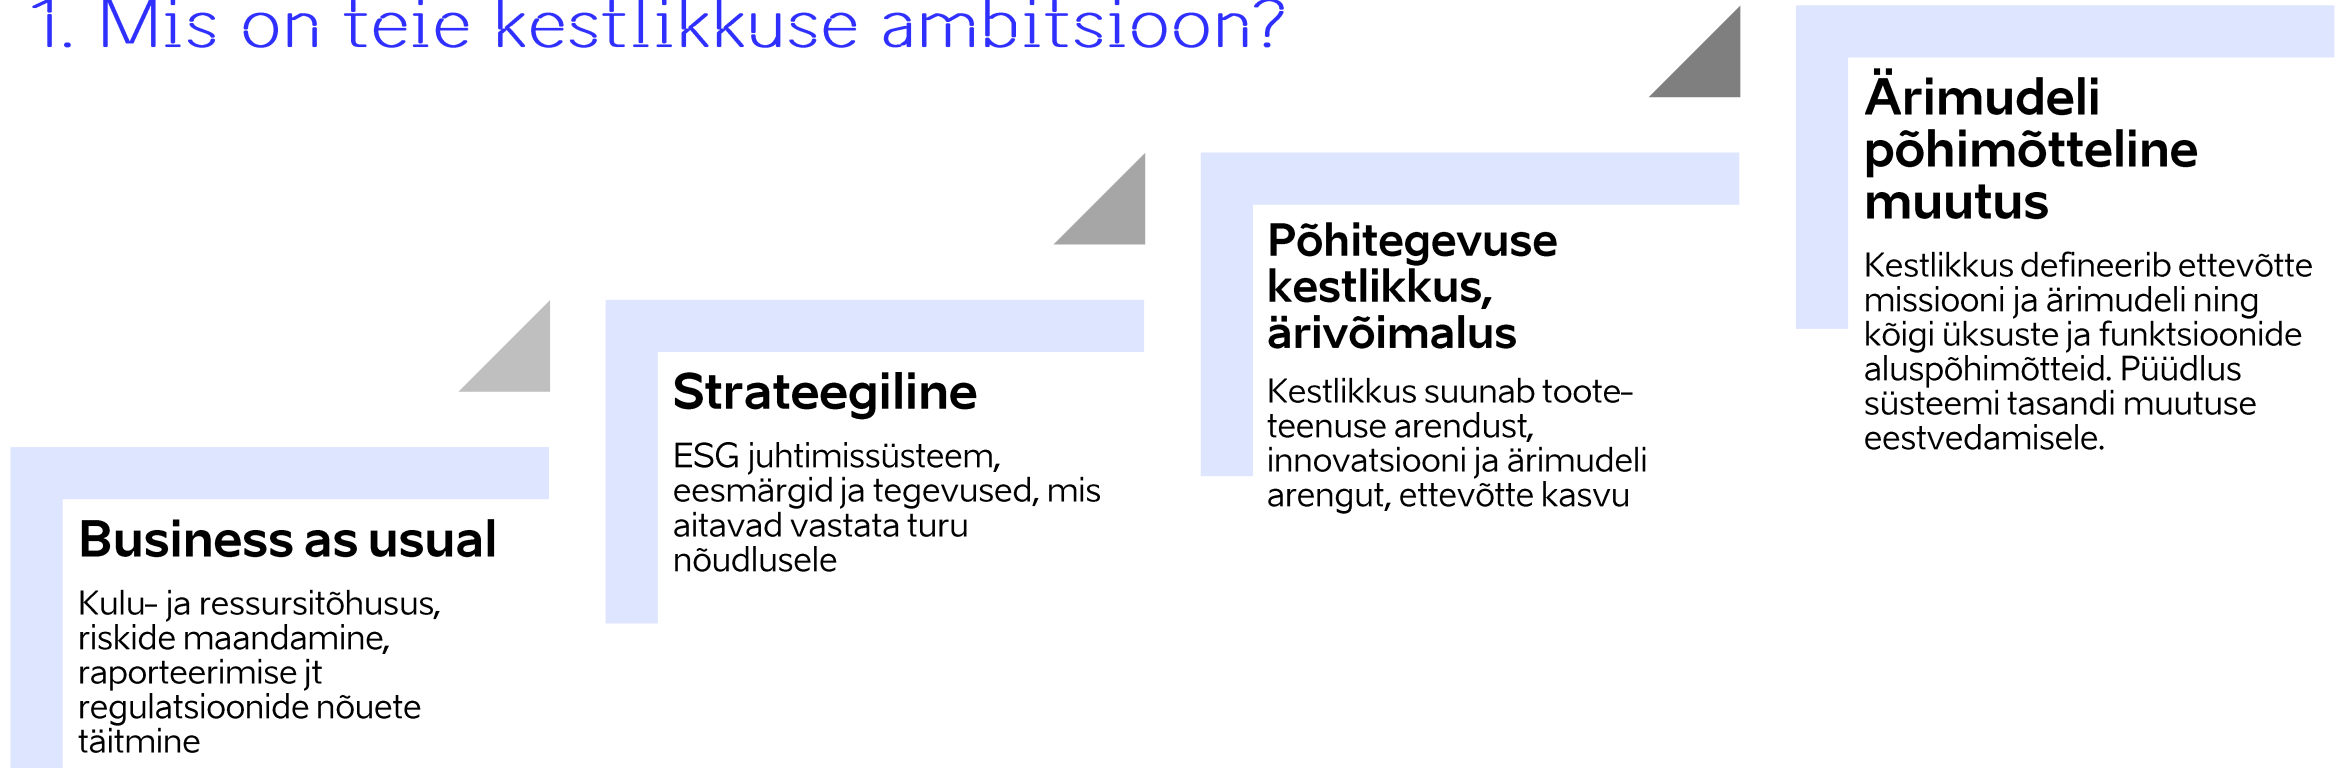 1. Mis on teie kestlikkuse ambitsioon?
Business as usual
Kulu- ja ressursitõhusus,
riskide maandamine,
raporteerimise jt
regulatsioonide nõuete
täitmine
Strateegiline
ESG juhtimissüsteem,
eesmärgid ja tegevused, mis
aitavad vastata turu
nõudlusele
Põhitegevuse
kestlikkus,
ärivõimalus
Kestlikkus suunab toote-
teenuse arendust,
innovatsiooni ja ärimudeli
arengut, ettevõtte kasvu
Ärimudeli
põhimõtteline
muutus
Kestlikkus defineerib ettevõtte
missiooni ja ärimudeli ning
kõigi üksuste ja funktsioonide
aluspõhimõtteid. Püüdlus
süsteemi tasandi muutuse
eestvedamisele.